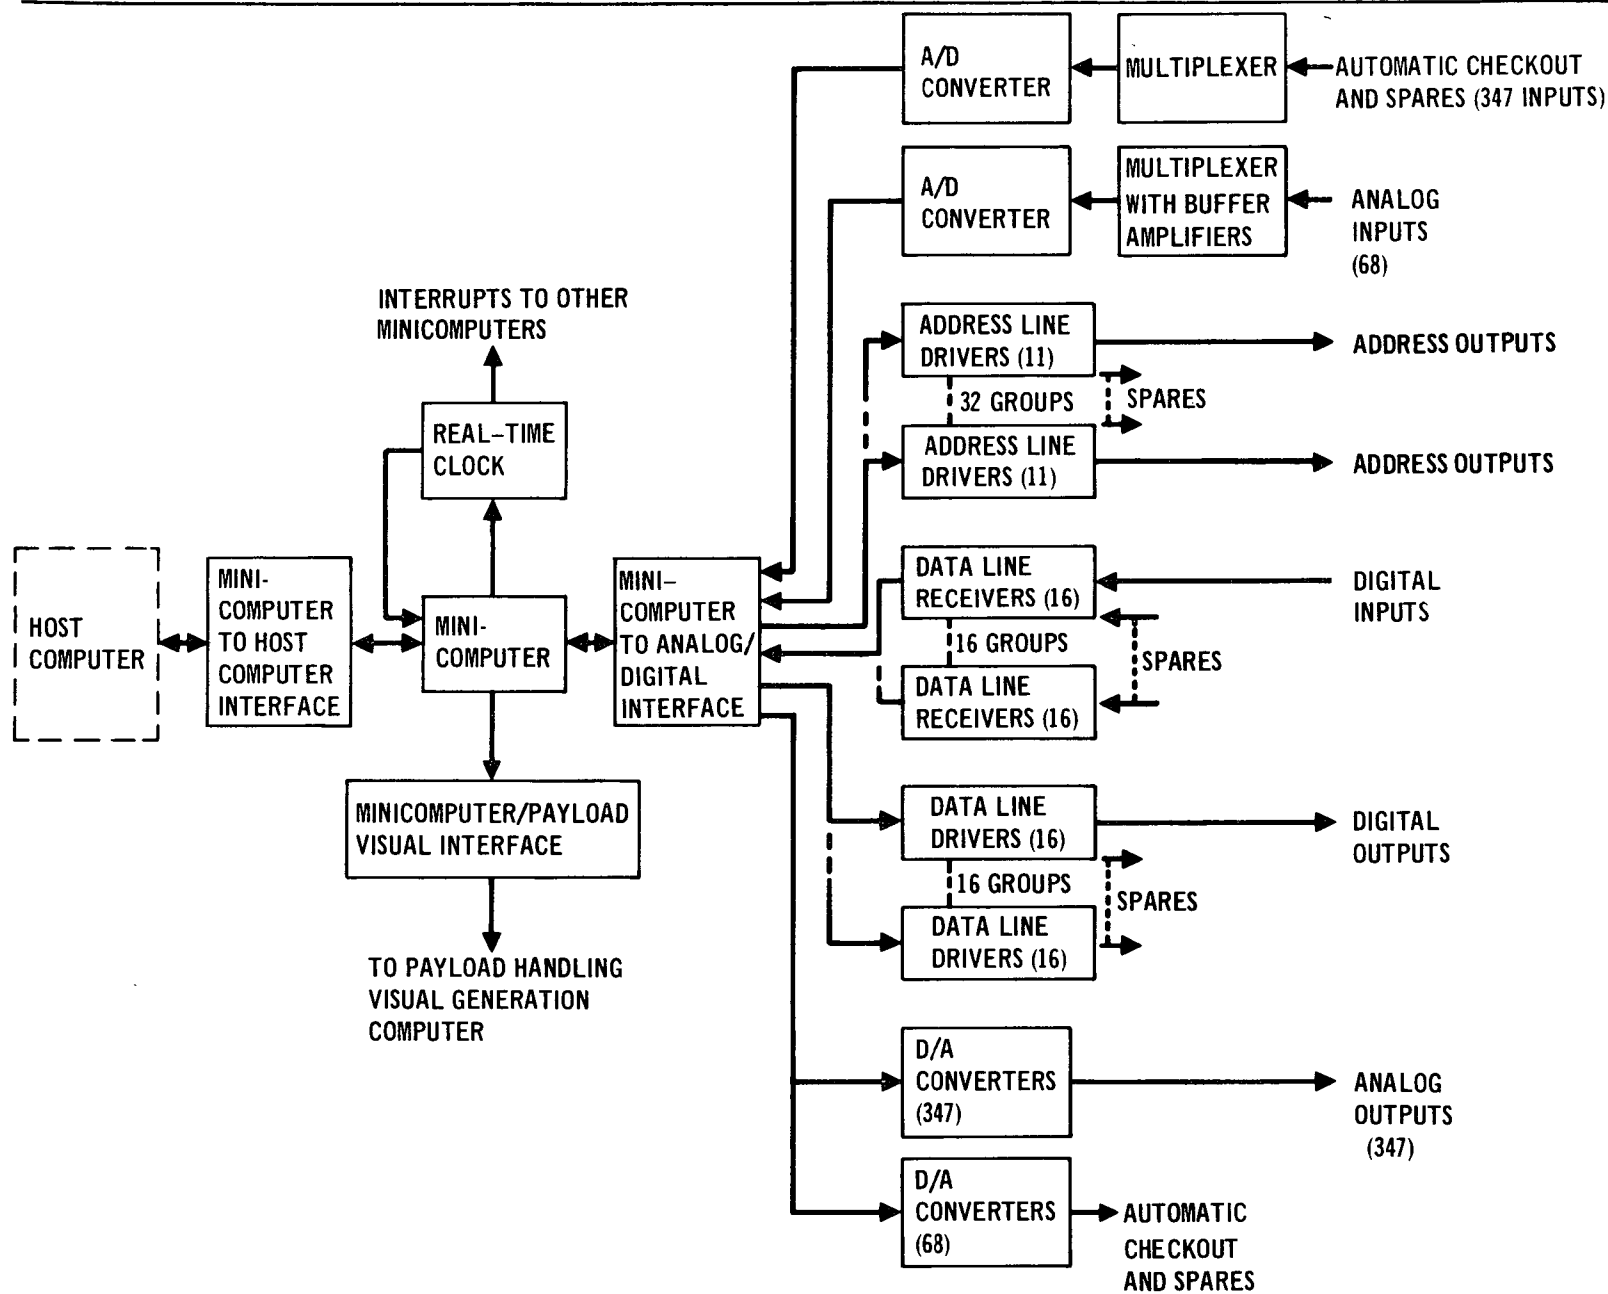 A/D
CONVERTER
MULTIPLEXER
AUTOMATIC CHECKOUT
AND SPARES (347 INPUTS)
A/D
CONVERTER
MULTIPLEXER
WITH BUFFER
AMPLIFIERS
ANALOG
INPUTS
(68)
INTERRUPTS TO OTHER
MINICOMPUTERS
ADDRESS LINE
DRIVERS (11)
ADDRESS OUTPUTS
32 GROUPS
SPARES
REAL-TIME
CLOCK
ADDRESS LINE
DRIVERS (11)
ADDRESS OUTPUTS
HOST
COMPUTER
MINI-
COMPUTER
TO HOST
COMPUTER
INTERFACE
MINI-
COMPUTER
MINI-
COMPUTER
TO ANALOG/
DIGITAL
INTERFACE
DATA LINE
RECEIVERS (16)
DIGITAL
INPUTS
16 GROUPS
SPARES
DATA LINE
RECEIVERS (16)
MINICOMPUTER/PAYLOAD
VISUAL INTERFACE
DATA LINE
DRIVERS (16)
DIGITAL
OUTPUTS
16 GROUPS
SPARES
DATA LINE
DRIVERS (16)
TO PAYLOAD HANDLING
VISUAL GENERATION
COMPUTER
D/A
CONVERTERS
(347)
ANALOG
OUTPUTS
(347)
D/A
CONVERTERS
(68)
AUTOMATIC
CHECKOUT
AND SPARES